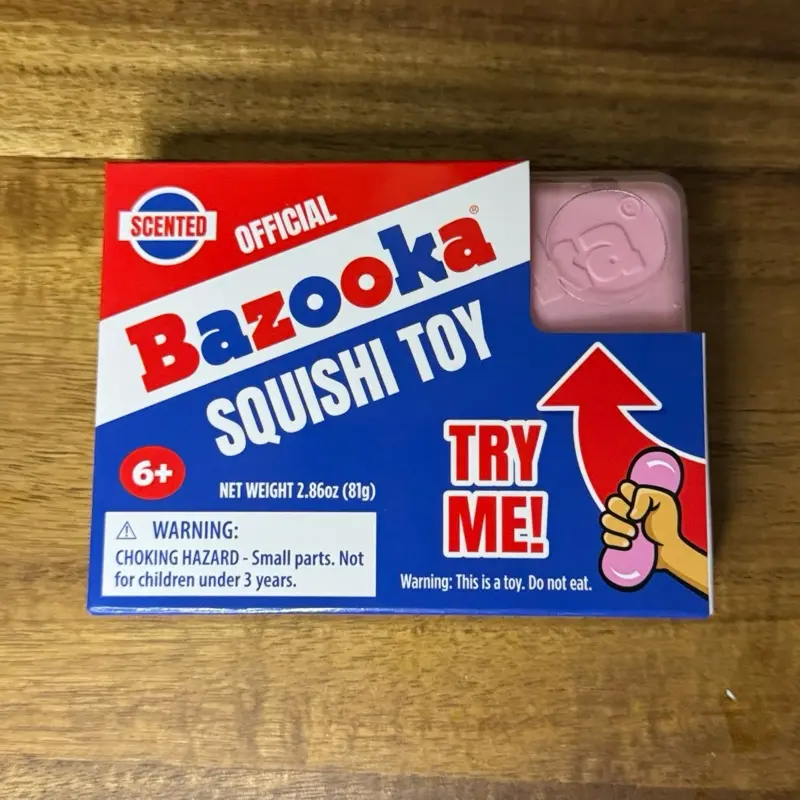 SCENTED
OFFICIAL
Bazooka®
SQUISHI TOY
6+
NET WEIGHT 2.86oz (81g)
⚠ WARNING:
CHOKING HAZARD - Small parts. Not
for children under 3 years.
TRY
ME!
Warning: This is a toy. Do not eat.
ka